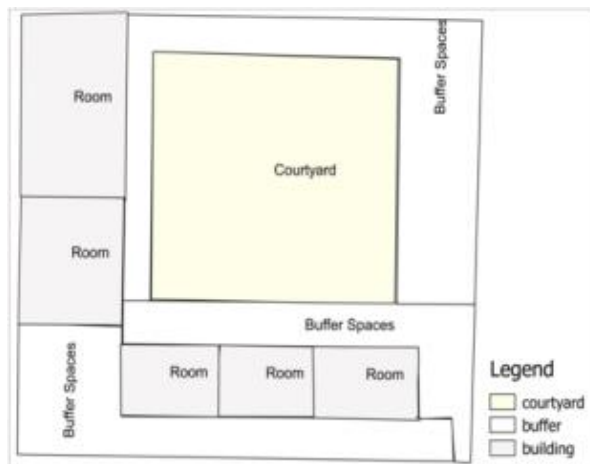 Room
Buffer Spaces
Courtyard
Room
Buffer Spaces
Buffer Spaces
Room
Room
Room
Legend
courtyard
buffer
building